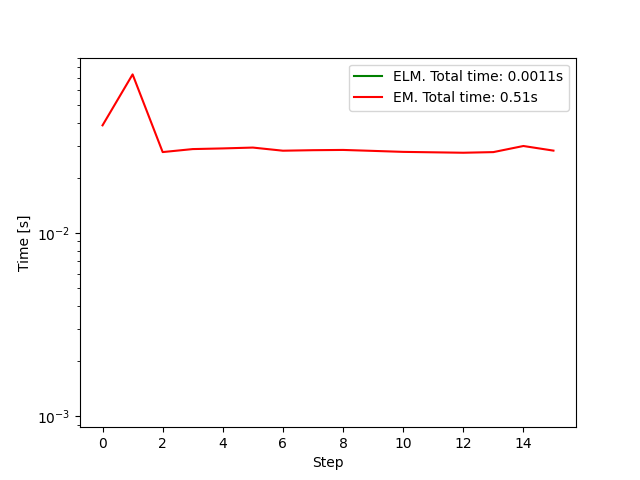 ELM. Total time: 0.0011s
EM. Total time: 0.51s
Time [s]
10⁻²
10⁻³
0 2 4 6 8 10 12 14
Step